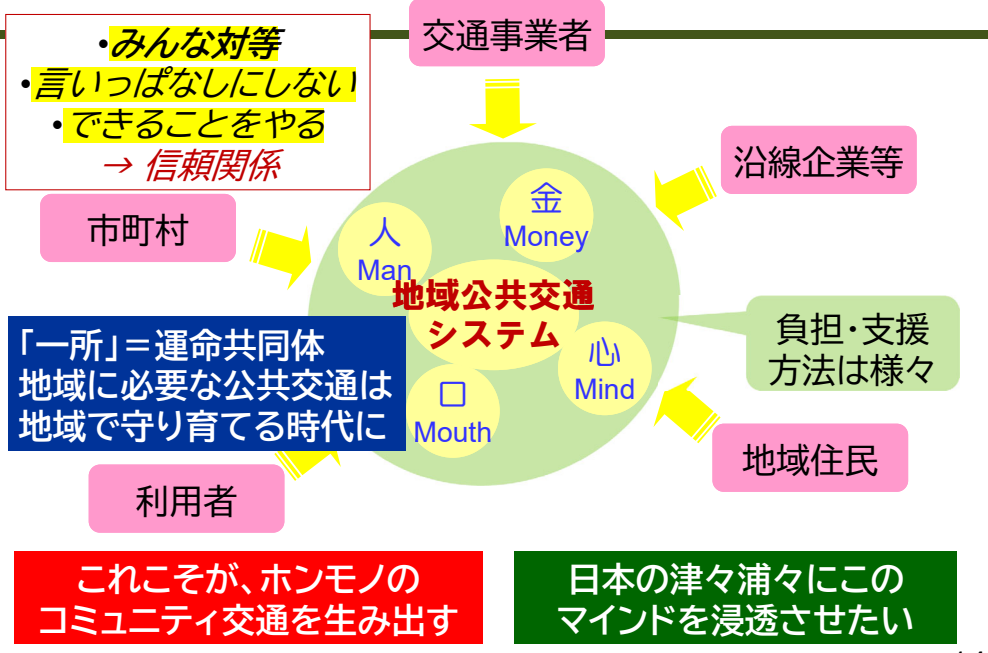 ・みんな対等
・言いっぱなしにしない
・できることをやる
→ 信頼関係
交通事業者
沿線企業等
市町村
人
Man
金
Money
地域公共交通
システム
心
Mind
口
Mouth
負担・支援
方法は様々
「一所」＝運命共同体
地域に必要な公共交通は
地域で守り育てる時代に
地域住民
利用者
これこそが、ホンモノの
コミュニティ交通を生み出す
日本の津々浦々にこの
マインドを浸透させたい